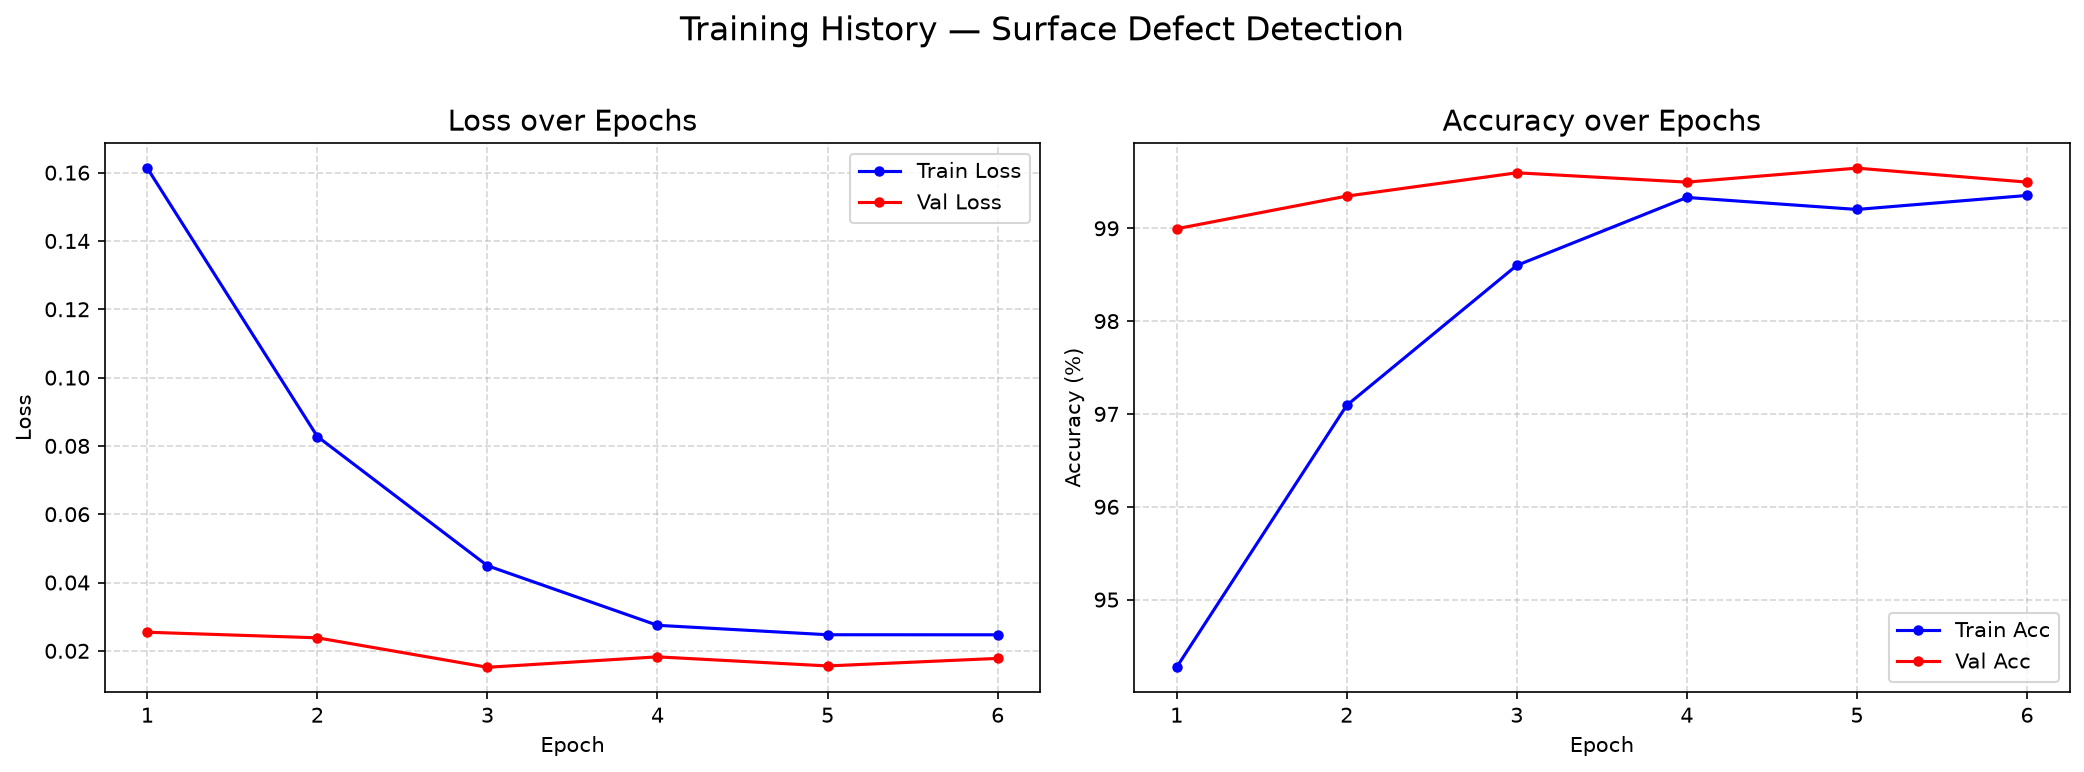 Training History — Surface Defect Detection
Loss over Epochs
Train Loss
Val Loss
0.16
0.14
0.12
0.10
0.08
0.06
0.04
0.02
Loss
1 2 3 4 5 6
Epoch
Accuracy over Epochs
99
98
97
96
95
Accuracy (%)
Train Acc
Val Acc
1 2 3 4 5 6
Epoch